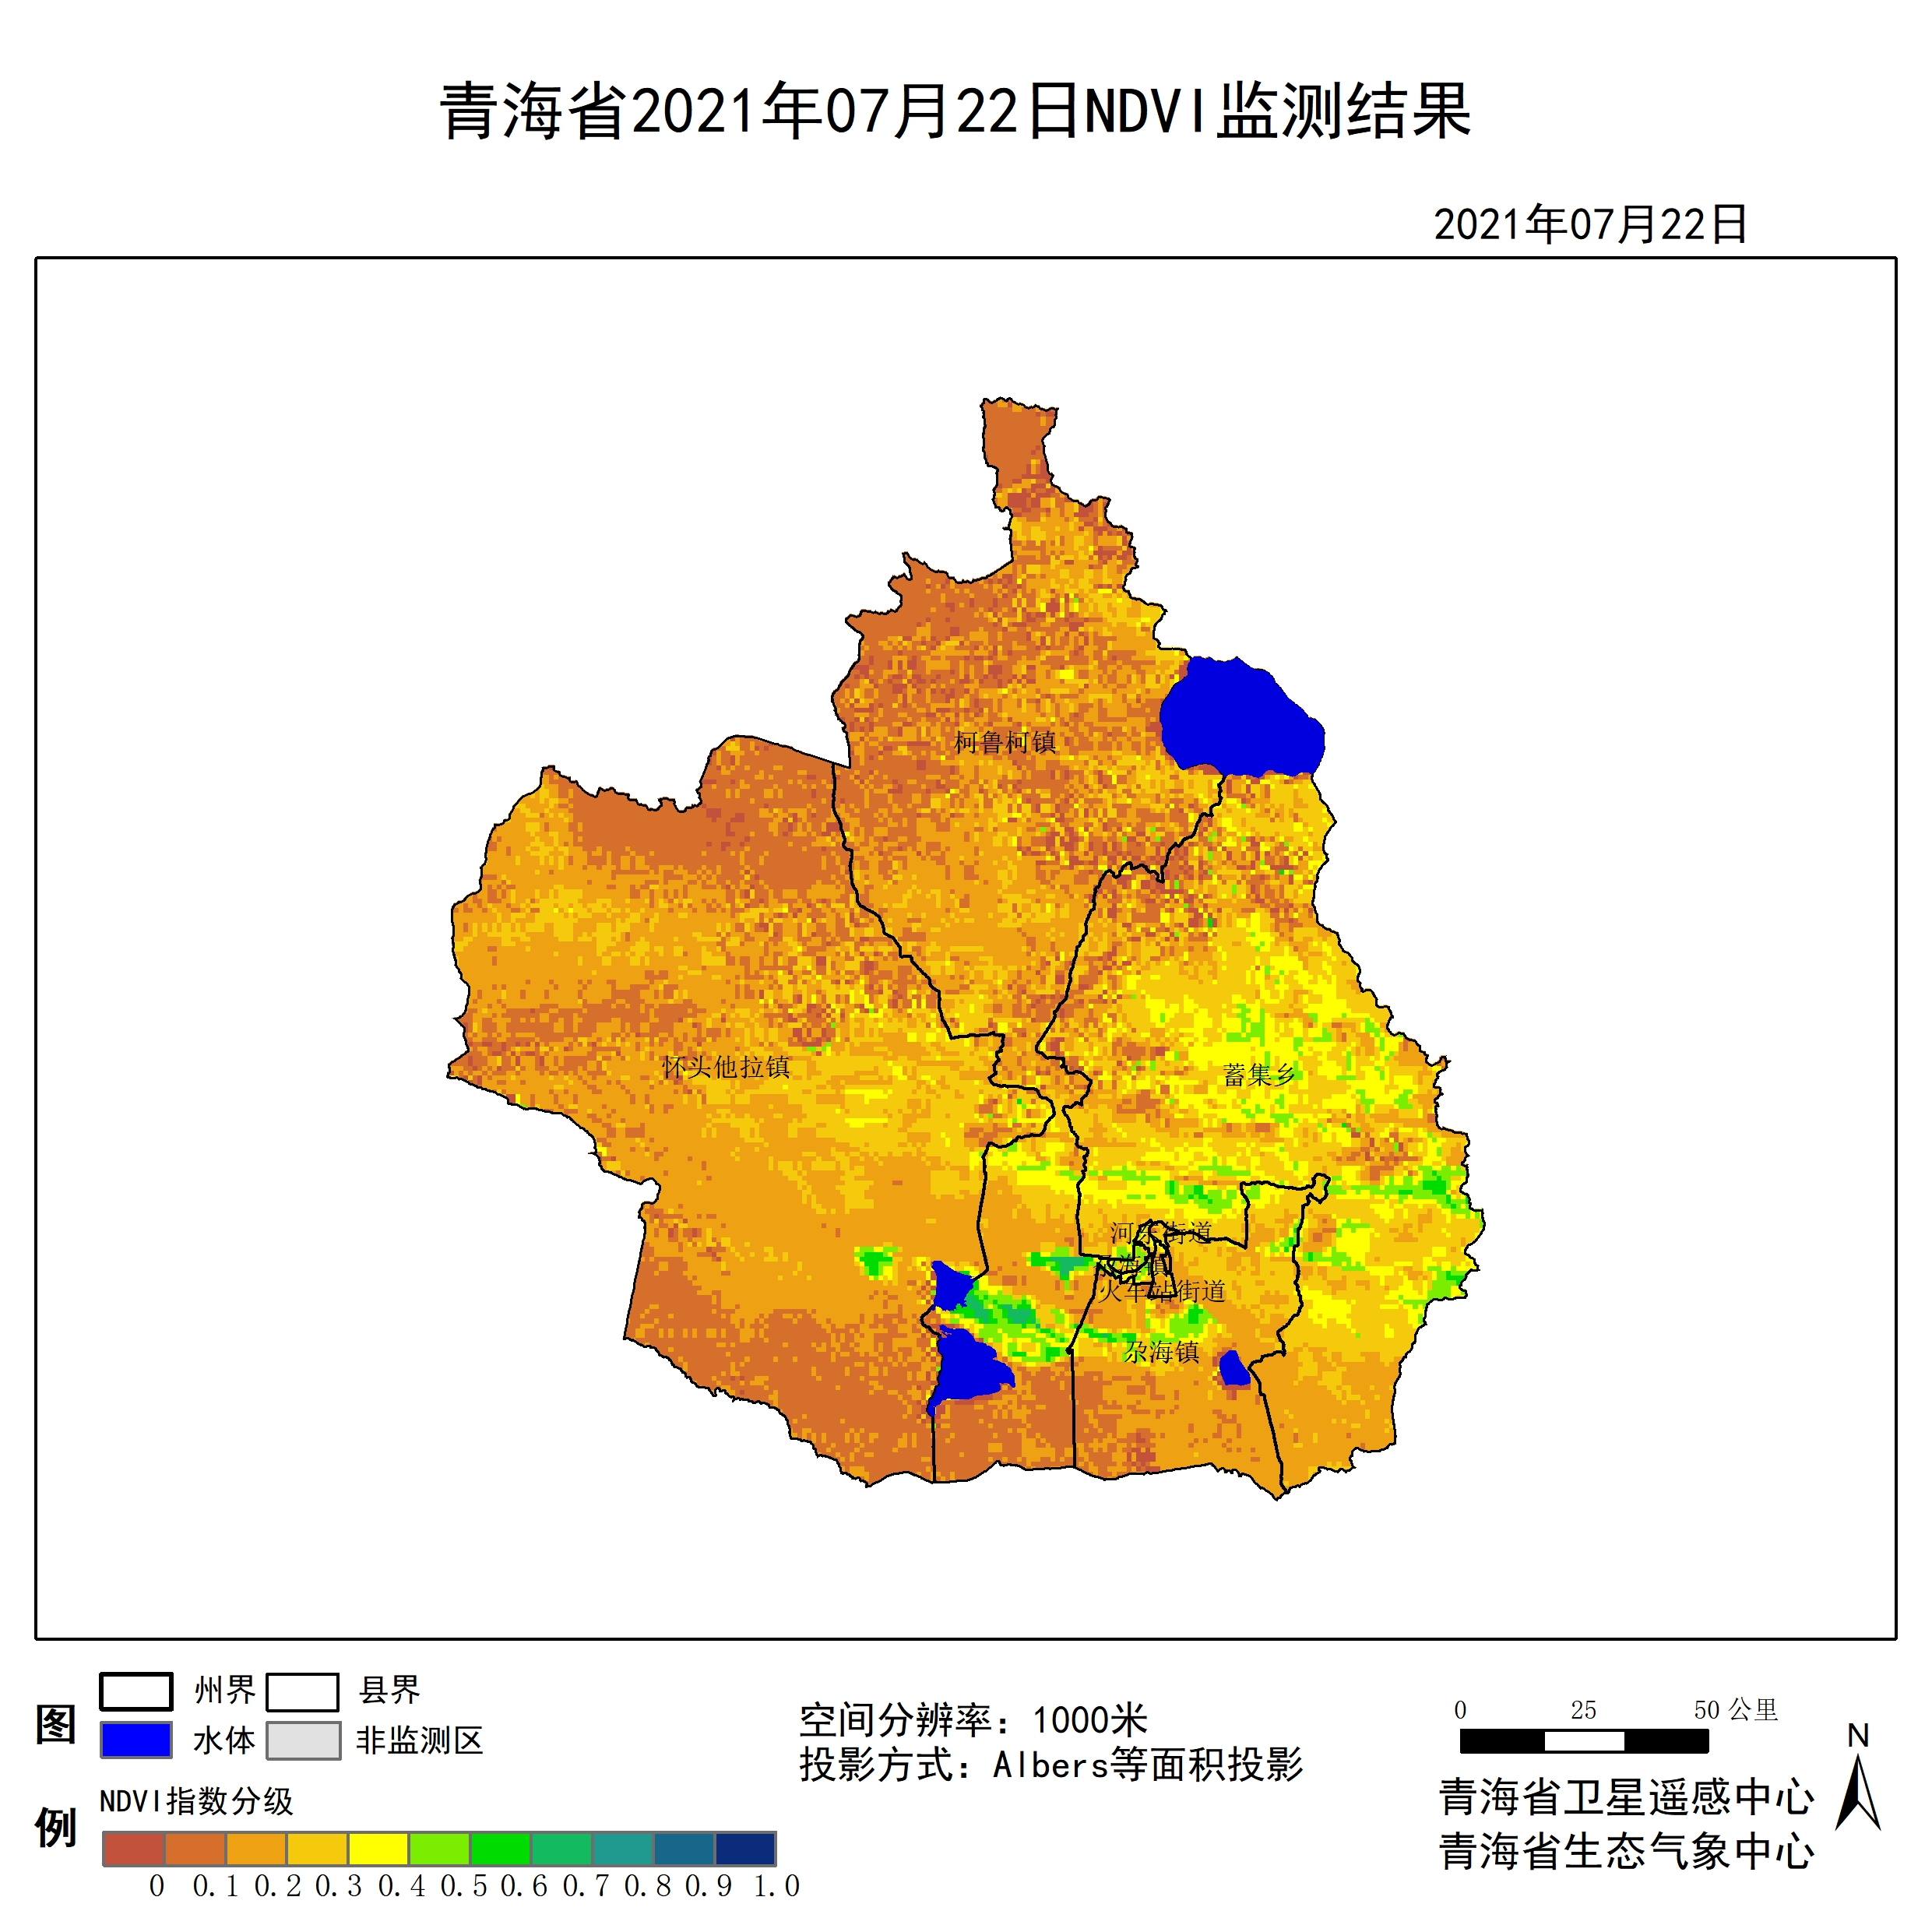 青海省2021年07月22日NDVI监测结果
2021年07月22日
柯鲁柯镇
怀头他拉镇
蓄集乡
河东街道
尕海镇
火车站街道
尕海镇
图例
州界
县界
水体
非监测区
NDVI指数分级
0 0.1 0.2 0.3 0.4 0.5 0.6 0.7 0.8 0.9 1.0
空间分辨率：1000米
投影方式：Albers等面积投影
0 25 50 公里
N
青海省卫星遥感中心
青海省生态气象中心